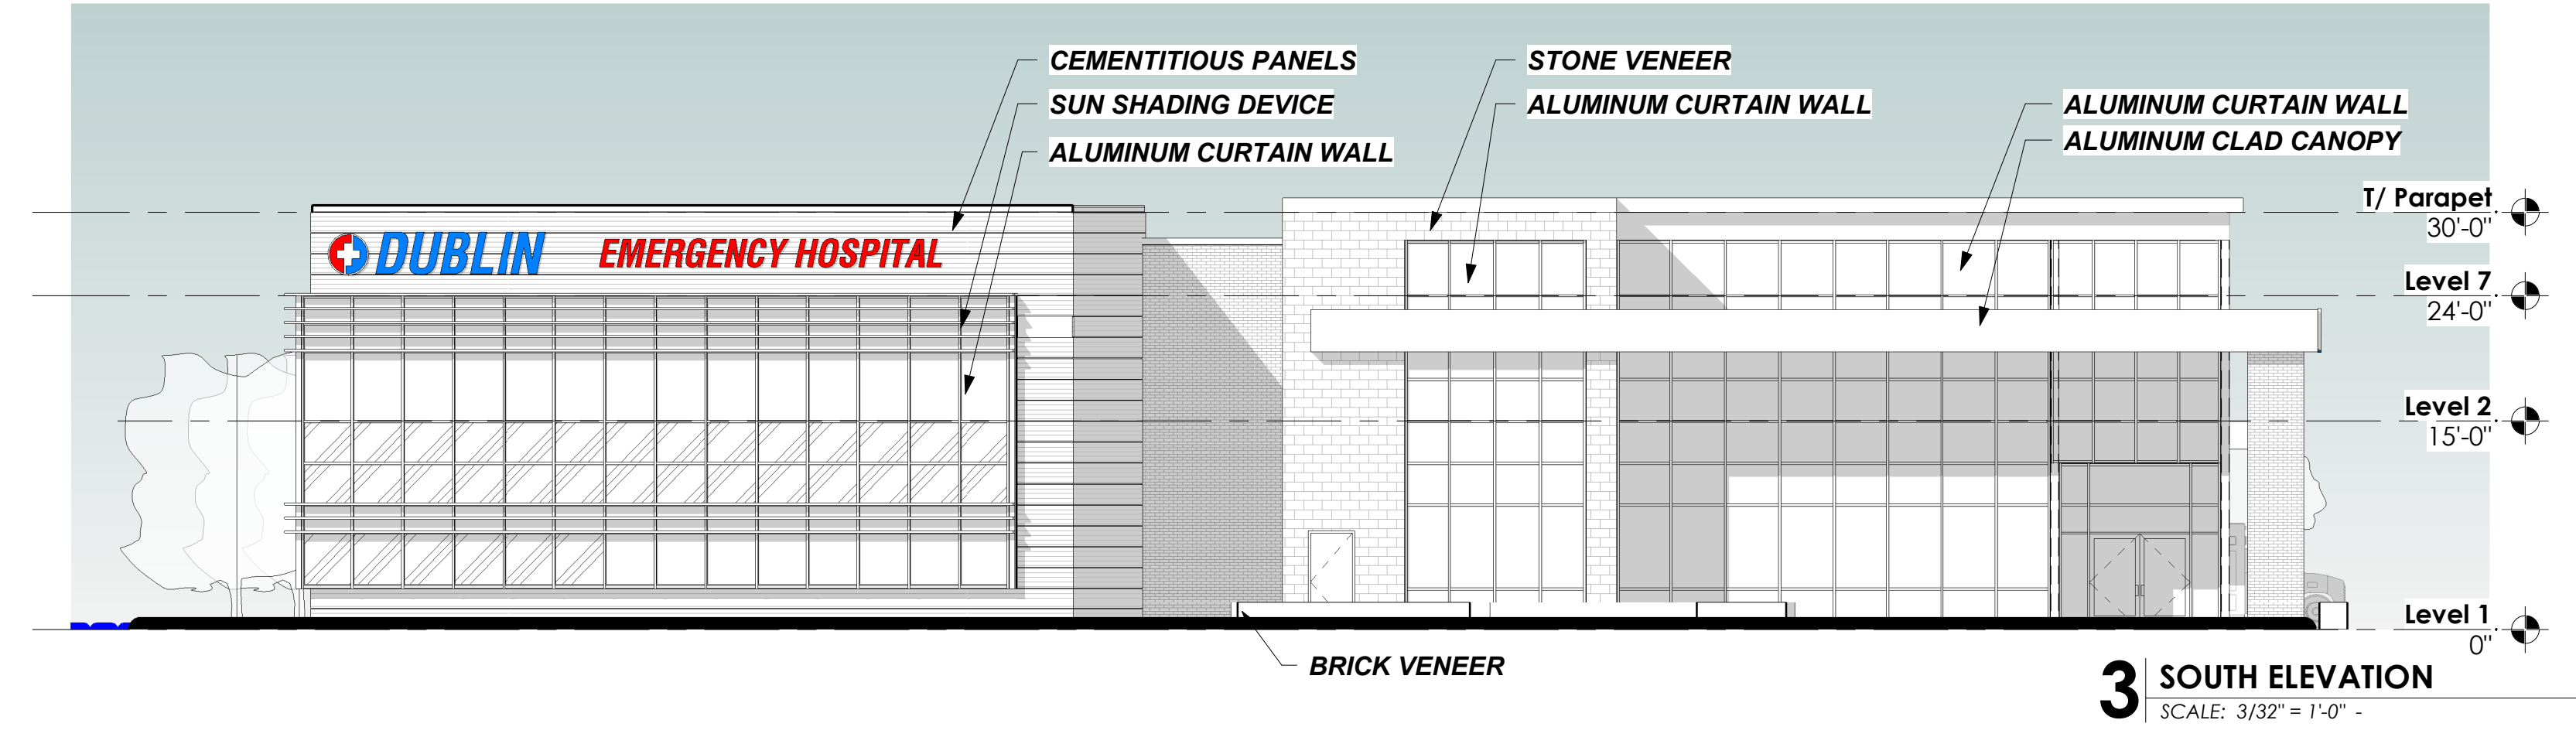 CEMENTITIOUS PANELS
SUN SHADING DEVICE
ALUMINUM CURTAIN WALL
STONE VENEER
ALUMINUM CURTAIN WALL
ALUMINUM CURTAIN WALL
ALUMINUM CLAD CANOPY
T/ Parapet
30'-0"
DUBLIN EMERGENCY HOSPITAL
Level 7
24'-0"
Level 2
15'-0"
Level 1
0"
BRICK VENEER
3 SOUTH ELEVATION
SCALE: 3/32" = 1'-0" -